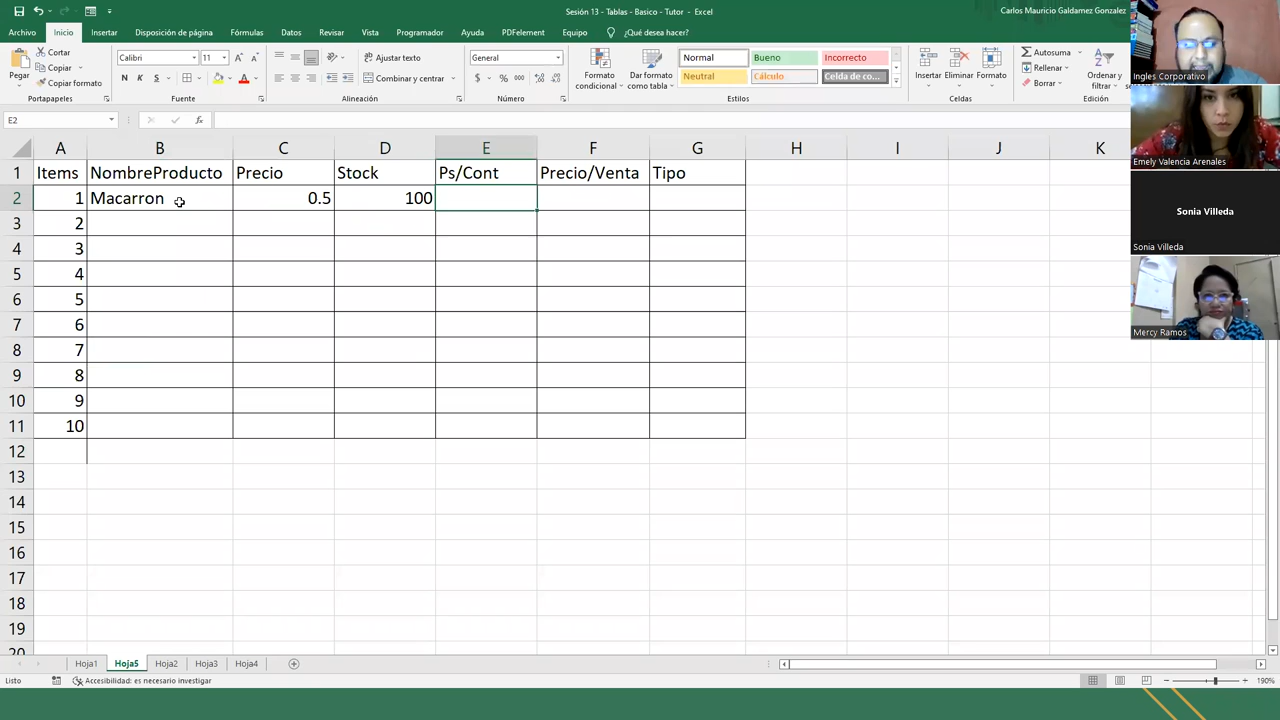 Sesión 13 - Tablas - Basico - Tutor - Excel
Carlos Mauricio Galdamez Gonzalez
Archivo Inicio Insertar Disposición de página Fórmulas Datos Revisar Vista Programador Ayuda PDFelement Equipo ¿Qué desea hacer?
Pegar
Cortar
Copiar
Copiar formato
Calibri 11
N K S
Ajustar texto
Combinar y centrar
General
$ % 000
Formato condicional
Dar formato como tabla
Normal Bueno Incorrecto
Neutral Cálculo Celda de co...
Insertar Eliminar Formato
Autosuma
Rellenar
Borrar
Ordenar y filtrar
Portapapeles Fuente Alineación Número Estilos Celdas Edición
E2 fx
A B C D E F G H I J K
1 Items NombreProducto Precio Stock Ps/Cont Precio/Venta Tipo
2 1 Macarron 0.5 100
3 2
4 3
5 4
6 5
7 6
8 7
9 8
10 9
11 10
12
13
14
15
16
17
18
19
20
Ingles Corporativo
Emely Valencia Arenales
Sonia Villeda
Sonia Villeda
Mercy Ramos
Hoja1 Hoja5 Hoja2 Hoja3 Hoja4
Listo Accesibilidad: es necesario investigar 190%